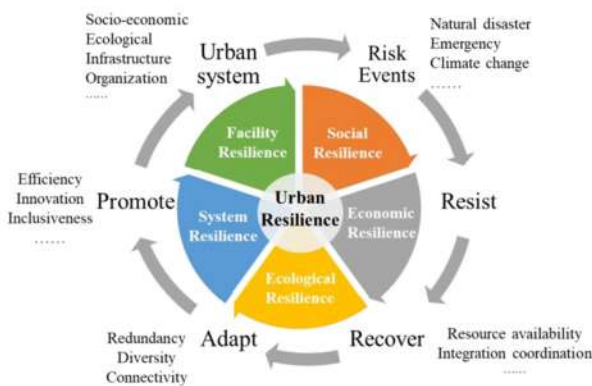 Socio-economic
Ecological
Infrastructure
Organization
......
Urban
system
Risk
Events
Natural disaster
Emergency
Climate change
......
Facility
Resilience
Social
Resilience
Efficiency
Innovation
Inclusiveness
......
Promote
System
Resilience
Urban
Resilience
Economic
Resilience
Resist
Ecological
Resilience
Redundancy
Diversity
Connectivity
Adapt
Recover
Resource availability
Integration coordination
......